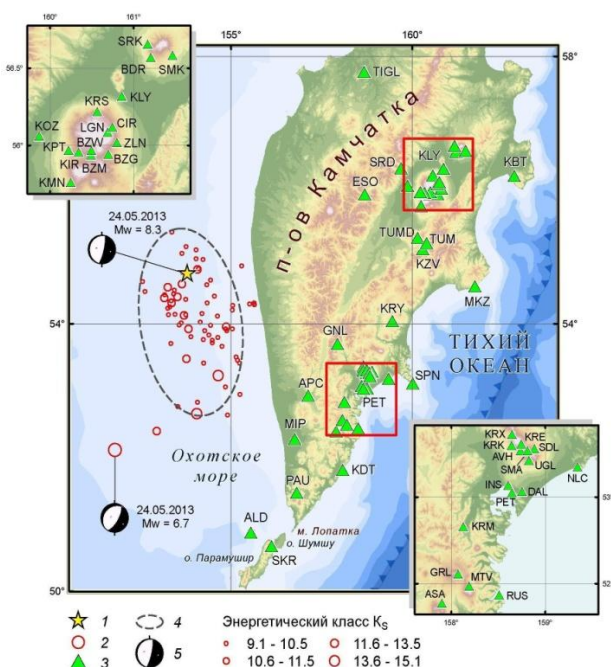 160°
161°
SRK
BDR
SMK
56,5°
KLY
KRS
LGN
CIR
KOZ
BZW
ZLN
56°
KPT
KIR
BZG
BZM
KMN
155°
160°
58°
TIGL
п-ов Камчатка
SRD
KLY
ESO
KBT
24.05.2013
Mw = 8.3
TUMD
TUM
KZV
MKZ
KRY
54°
GNL
ТИХИЙ
ОКЕАН
SPN
APC
PET
MIP
Охотское
море
KDT
24.05.2013
Mw = 6.7
PAU
ALD
м. Лопатка
о. Шумшу
о. Парамушир
SKR
50°
KRX
KRK
KRE
SDL
AVH
SMA
UGL
NLC
INS
PET
DAL
53°
KRM
GRL
MTV
52°
ASA
RUS
158°
159°
1
4
Энергетический класс Ks
2
5
9.1 - 10.5
11.6 - 13.5
3
10.6 - 11.5
13.6 - 15.1